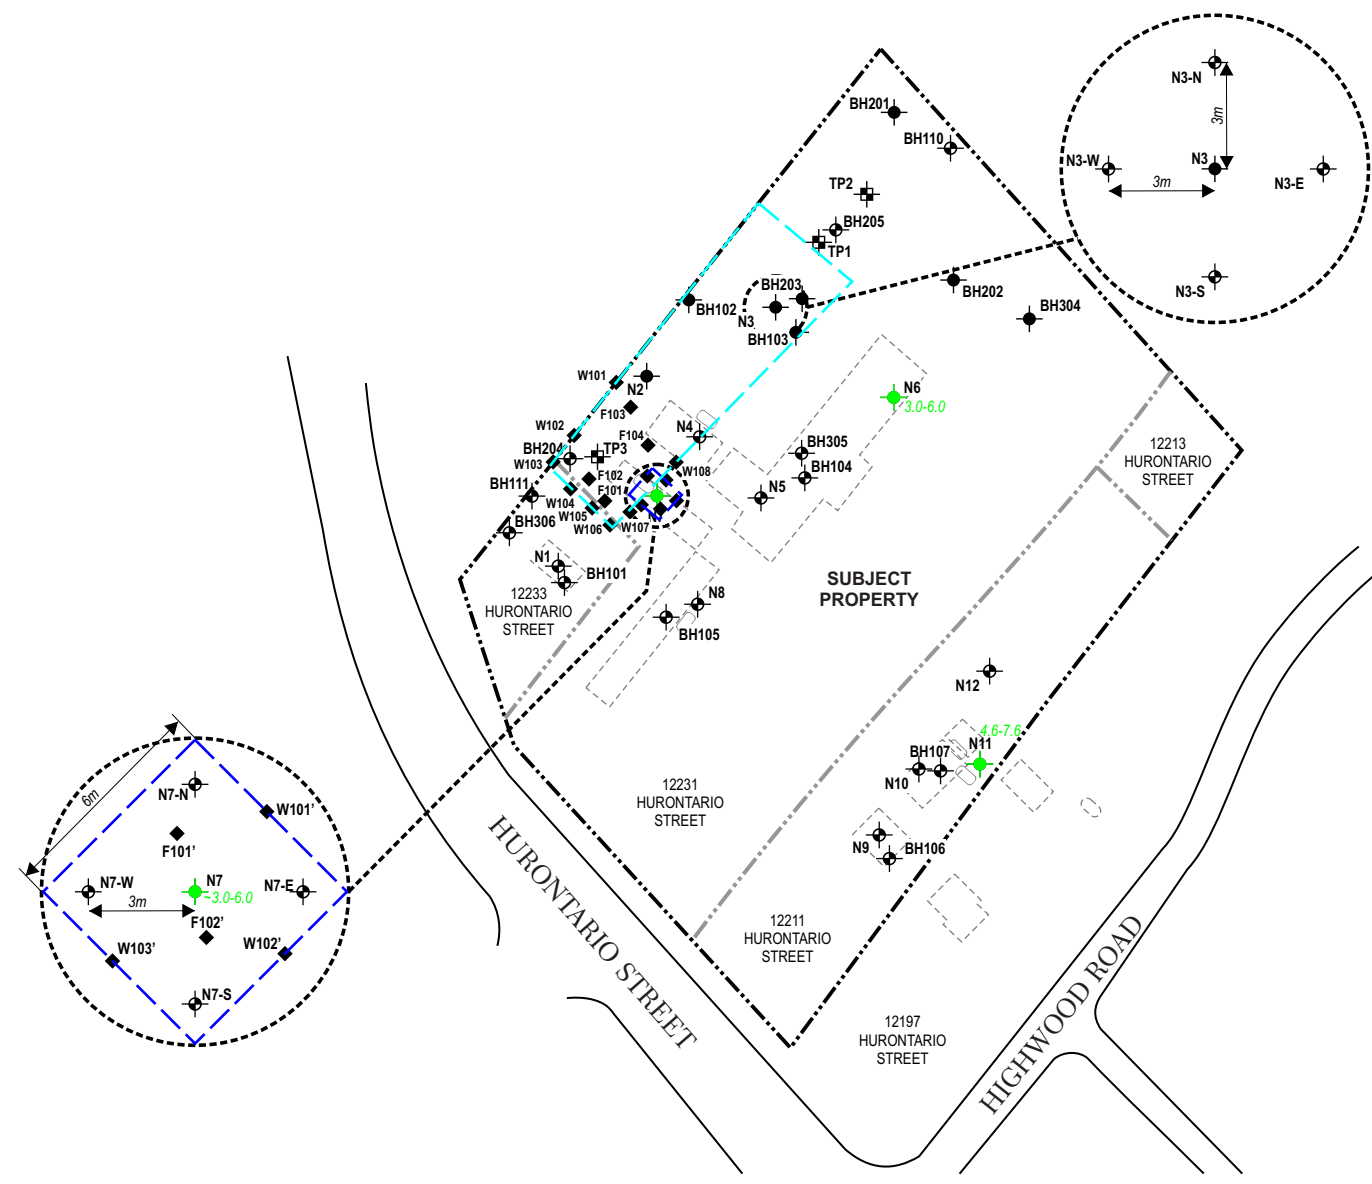 BH201
BH110
TP2
BH205
TP1
N3-N
3m
N3-W
N3
3m
N3-E
N3-S
BH203
BH202
BH102
N3
BH103
BH304
W101
N2
F103
N6
3.0-6.0
W102
F104
N4
BH204
TP3
W103
W108
BH305
BH104
F102
BH111
W104
F101
N5
W105
BH306
W106
W107
N1
BH101
12233
HURONTARIO
STREET
N8
BH105
SUBJECT
PROPERTY
12213
HURONTARIO
STREET
N12
4.6-7.6
N11
BH107
N10
N9
BH106
12231
HURONTARIO
STREET
12211
HURONTARIO
STREET
12197
HURONTARIO
STREET
HURONTARIO STREET
HIGHWOOD ROAD
6m
N7-N
W101'
F101'
N7-W
N7
~3.0-6.0
N7-E
3m
F102'
W103'
W102'
N7-S